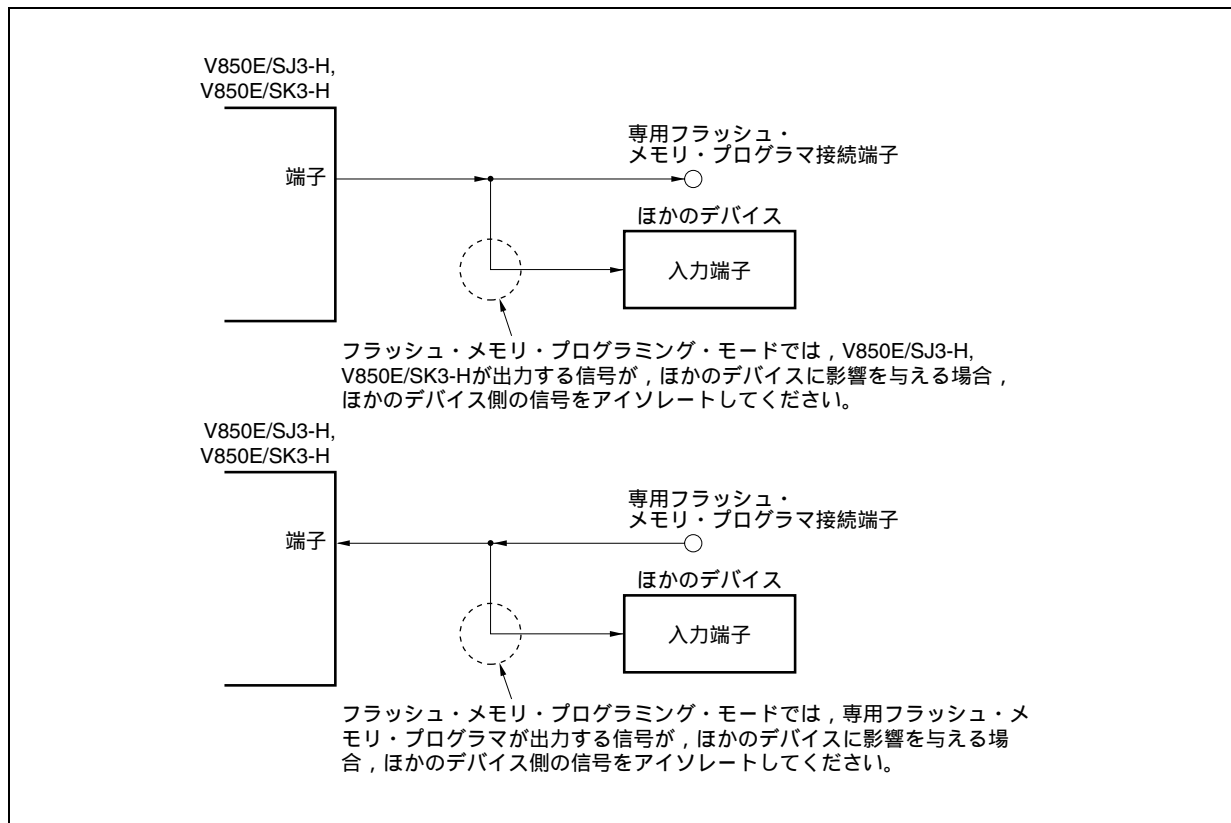 V850E/SJ3-H,
V850E/SK3-H
端子
専用フラッシュ・
メモリ・プログラマ接続端子
ほかのデバイス
入力端子
フラッシュ・メモリ・プログラミング・モードでは，V850E/SJ3-H,
V850E/SK3-Hが出力する信号が，ほかのデバイスに影響を与える場合，
ほかのデバイス側の信号をアイソレートしてください。
V850E/SJ3-H,
V850E/SK3-H
端子
専用フラッシュ・
メモリ・プログラマ接続端子
ほかのデバイス
入力端子
フラッシュ・メモリ・プログラミング・モードでは，専用フラッシュ・メ
モリ・プログラマが出力する信号が，ほかのデバイスに影響を与える場
合，ほかのデバイス側の信号をアイソレートしてください。